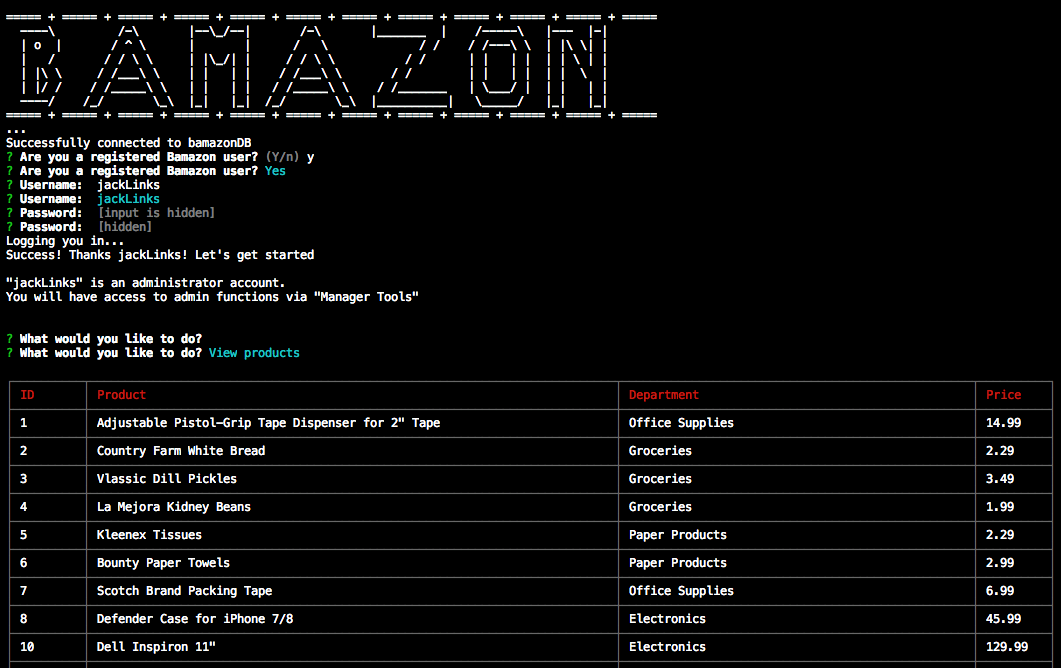 ===== + ===== + ===== + ===== + ===== + ===== + ===== + ===== + ===== + ===== + ===== + =====
BAMAZON
===== + ===== + ===== + ===== + ===== + ===== + ===== + ===== + ===== + ===== + ===== + =====
...
Successfully connected to bamazonDB
? Are you a registered Bamazon user? (Y/n) y
? Are you a registered Bamazon user? Yes
? Username:  jackLinks
? Username:  jackLinks
? Password:  [input is hidden]
? Password:  [hidden]
Logging you in...
Success! Thanks jackLinks! Let's get started
"jackLinks" is an administrator account.
You will have access to admin functions via "Manager Tools"
? What would you like to do?
? What would you like to do? View products
ID Product Department Price
1 Adjustable Pistol-Grip Tape Dispenser for 2" Tape Office Supplies 14.99
2 Country Farm White Bread Groceries 2.29
3 Vlassic Dill Pickles Groceries 3.49
4 La Mejora Kidney Beans Groceries 1.99
5 Kleenex Tissues Paper Products 2.29
6 Bounty Paper Towels Paper Products 2.99
7 Scotch Brand Packing Tape Office Supplies 6.99
8 Defender Case for iPhone 7/8 Electronics 45.99
10 Dell Inspiron 11" Electronics 129.99